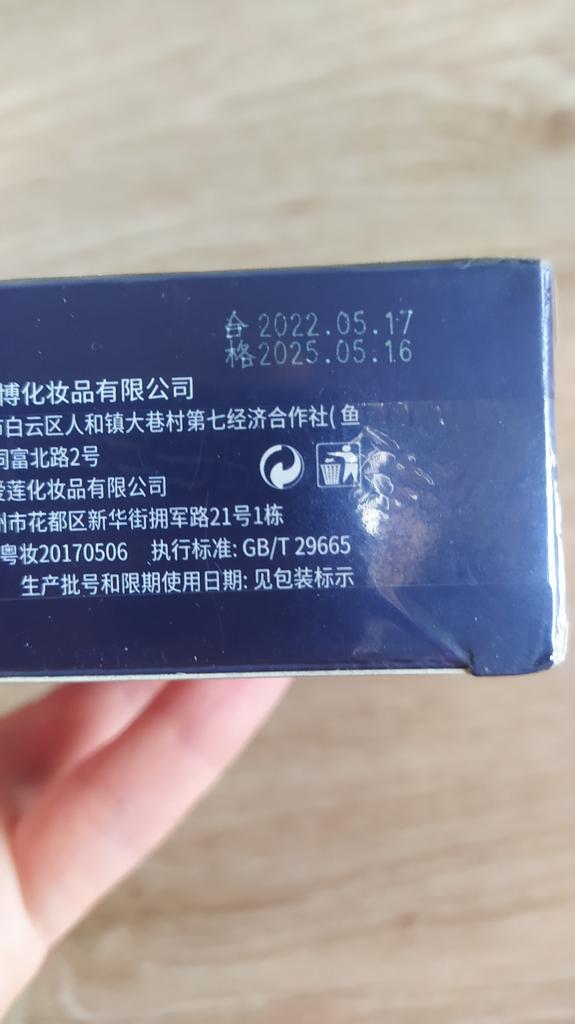 合 2022.05.17
格 2025.05.16
博化妆品有限公司
市白云区人和镇大巷村第七经济合作社( 鱼
同富北路2号
爱莲化妆品有限公司
州市花都区新华街拥军路21号1栋
粤妆20170506 执行标准: GB/T 29665
生产批号和限期使用日期: 见包装标示